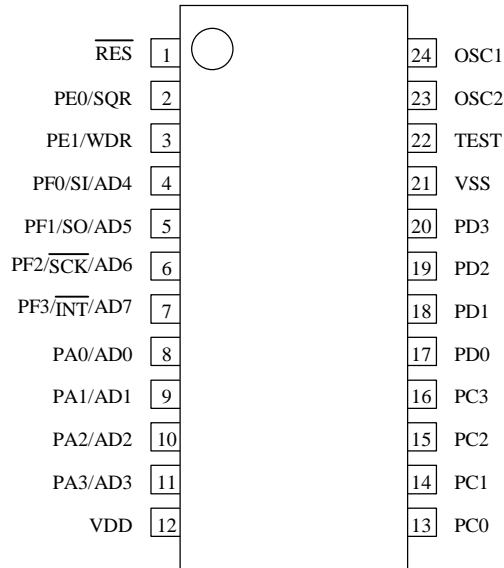 R̅E̅S̅ 1 24 OSC1
PE0/SQR 2 23 OSC2
PE1/WDR 3 22 TEST
PF0/SI/AD4 4 21 VSS
PF1/SO/AD5 5 20 PD3
PF2/S̅C̅K̅/AD6 6 19 PD2
PF3/I̅N̅T̅/AD7 7 18 PD1
PA0/AD0 8 17 PD0
PA1/AD1 9 16 PC3
PA2/AD2 10 15 PC2
PA3/AD3 11 14 PC1
VDD 12 13 PC0